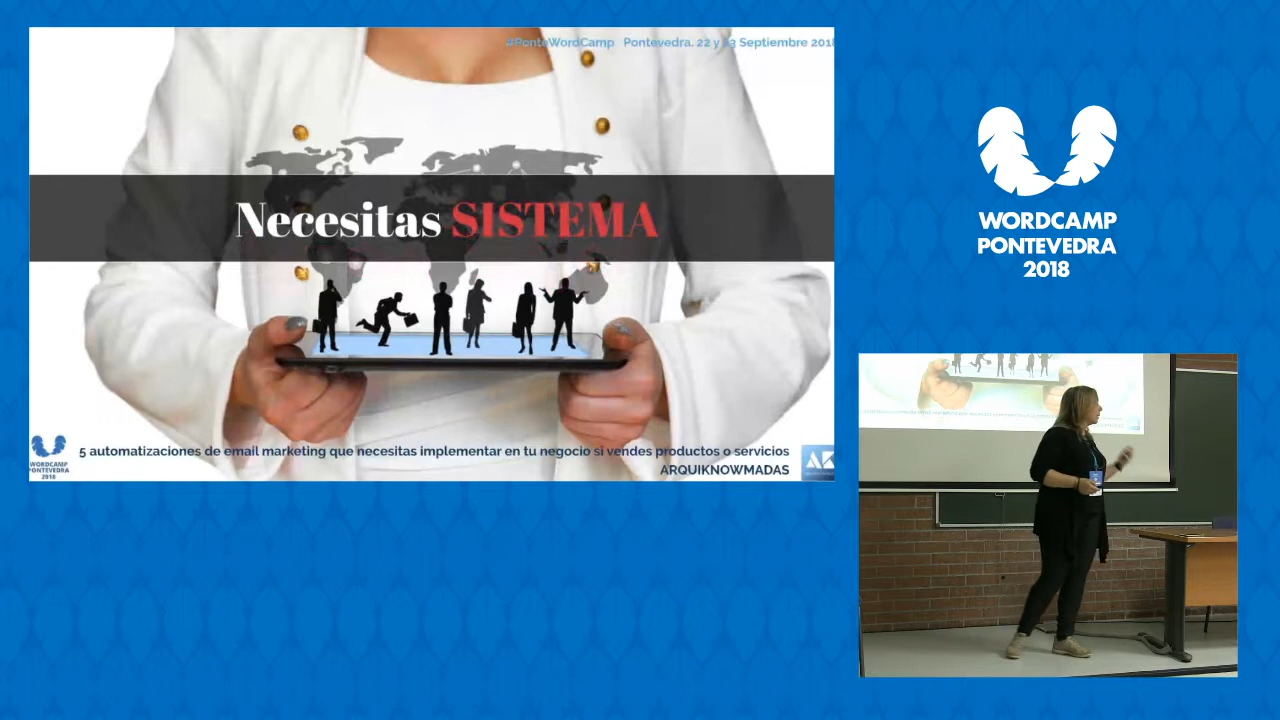 #PonteWordCamp Pontevedra. 22 y 23 Septiembre 2018
Necesitas SISTEMA
5 automatizaciones de email marketing que necesitas implementar en tu negocio si vendes productos o servicios
ARQUIKNOWMADAS
WORDCAMP
PONTEVEDRA
2018
AK
WORDCAMP
PONTEVEDRA
2018